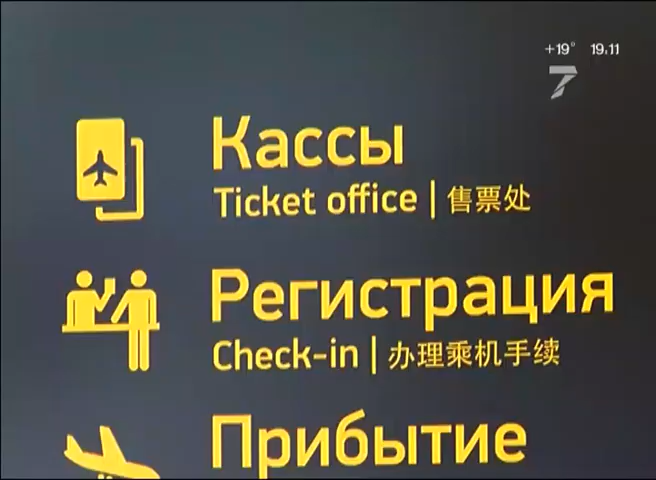 +19° 19:11
7
Кассы
Ticket office | 售票处
Регистрация
Check-in | 办理乘机手续
Прибытие